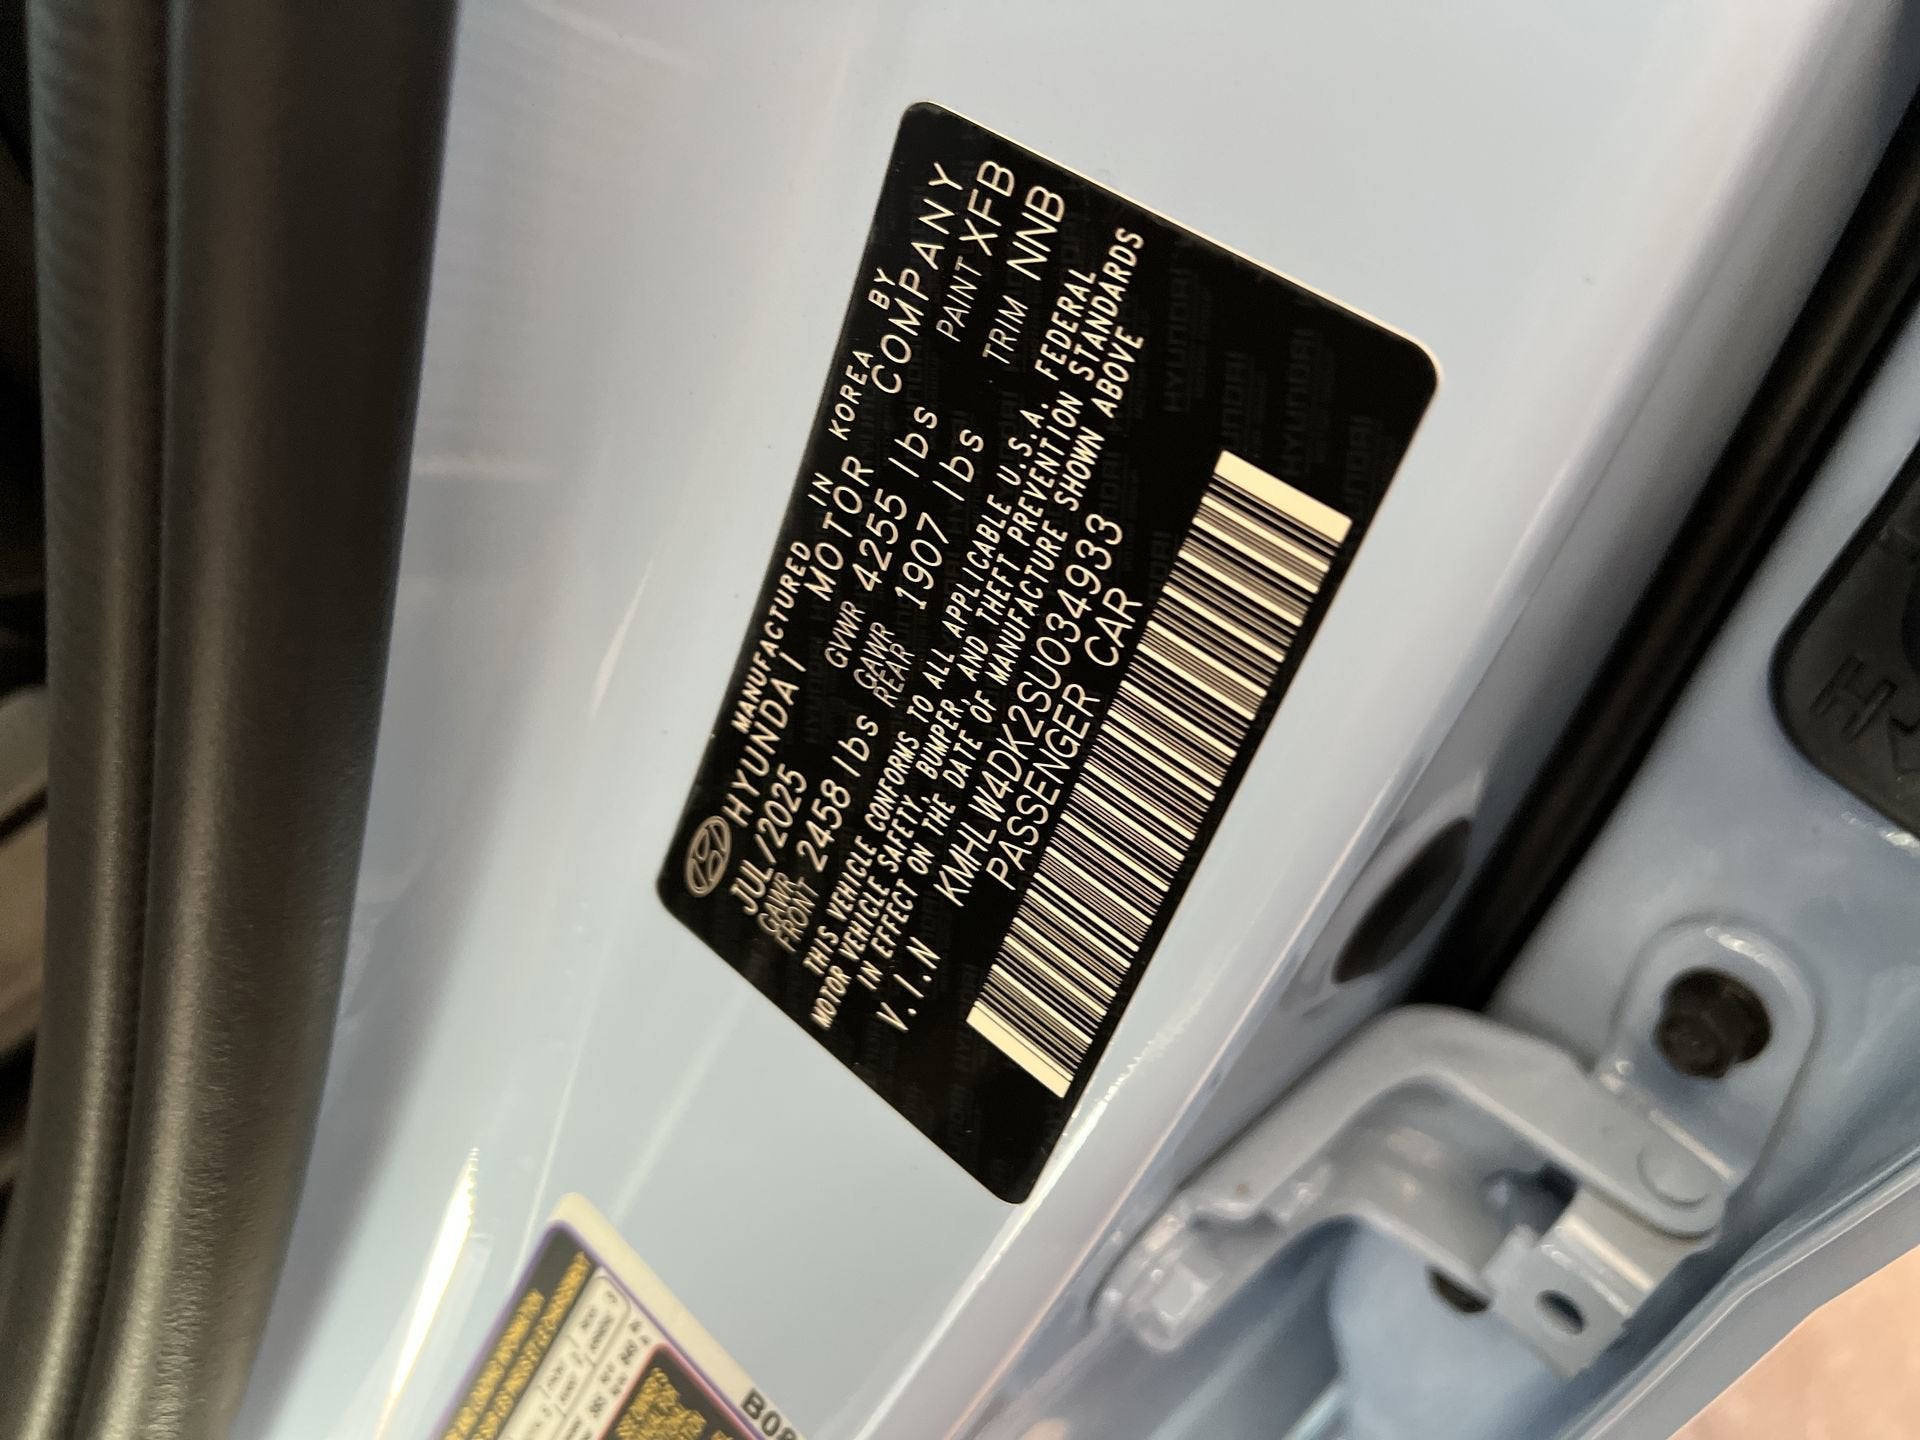 MANUFACTURED IN KOREA BY
HYUNDAI MOTOR COMPANY
JUL/2025 GVWR 4255 lbs PAINT XFB
GAWR FRONT 2458 lbs GAWR REAR 1907 lbs TRIM NNB
THIS VEHICLE CONFORMS TO ALL APPLICABLE U.S.A. FEDERAL
MOTOR VEHICLE SAFETY, BUMPER, AND THEFT PREVENTION STANDARDS
IN EFFECT ON THE DATE OF MANUFACTURE SHOWN ABOVE
V.I.N KMHLW4DK2SU034933
PASSENGER CAR
HYUNDAI